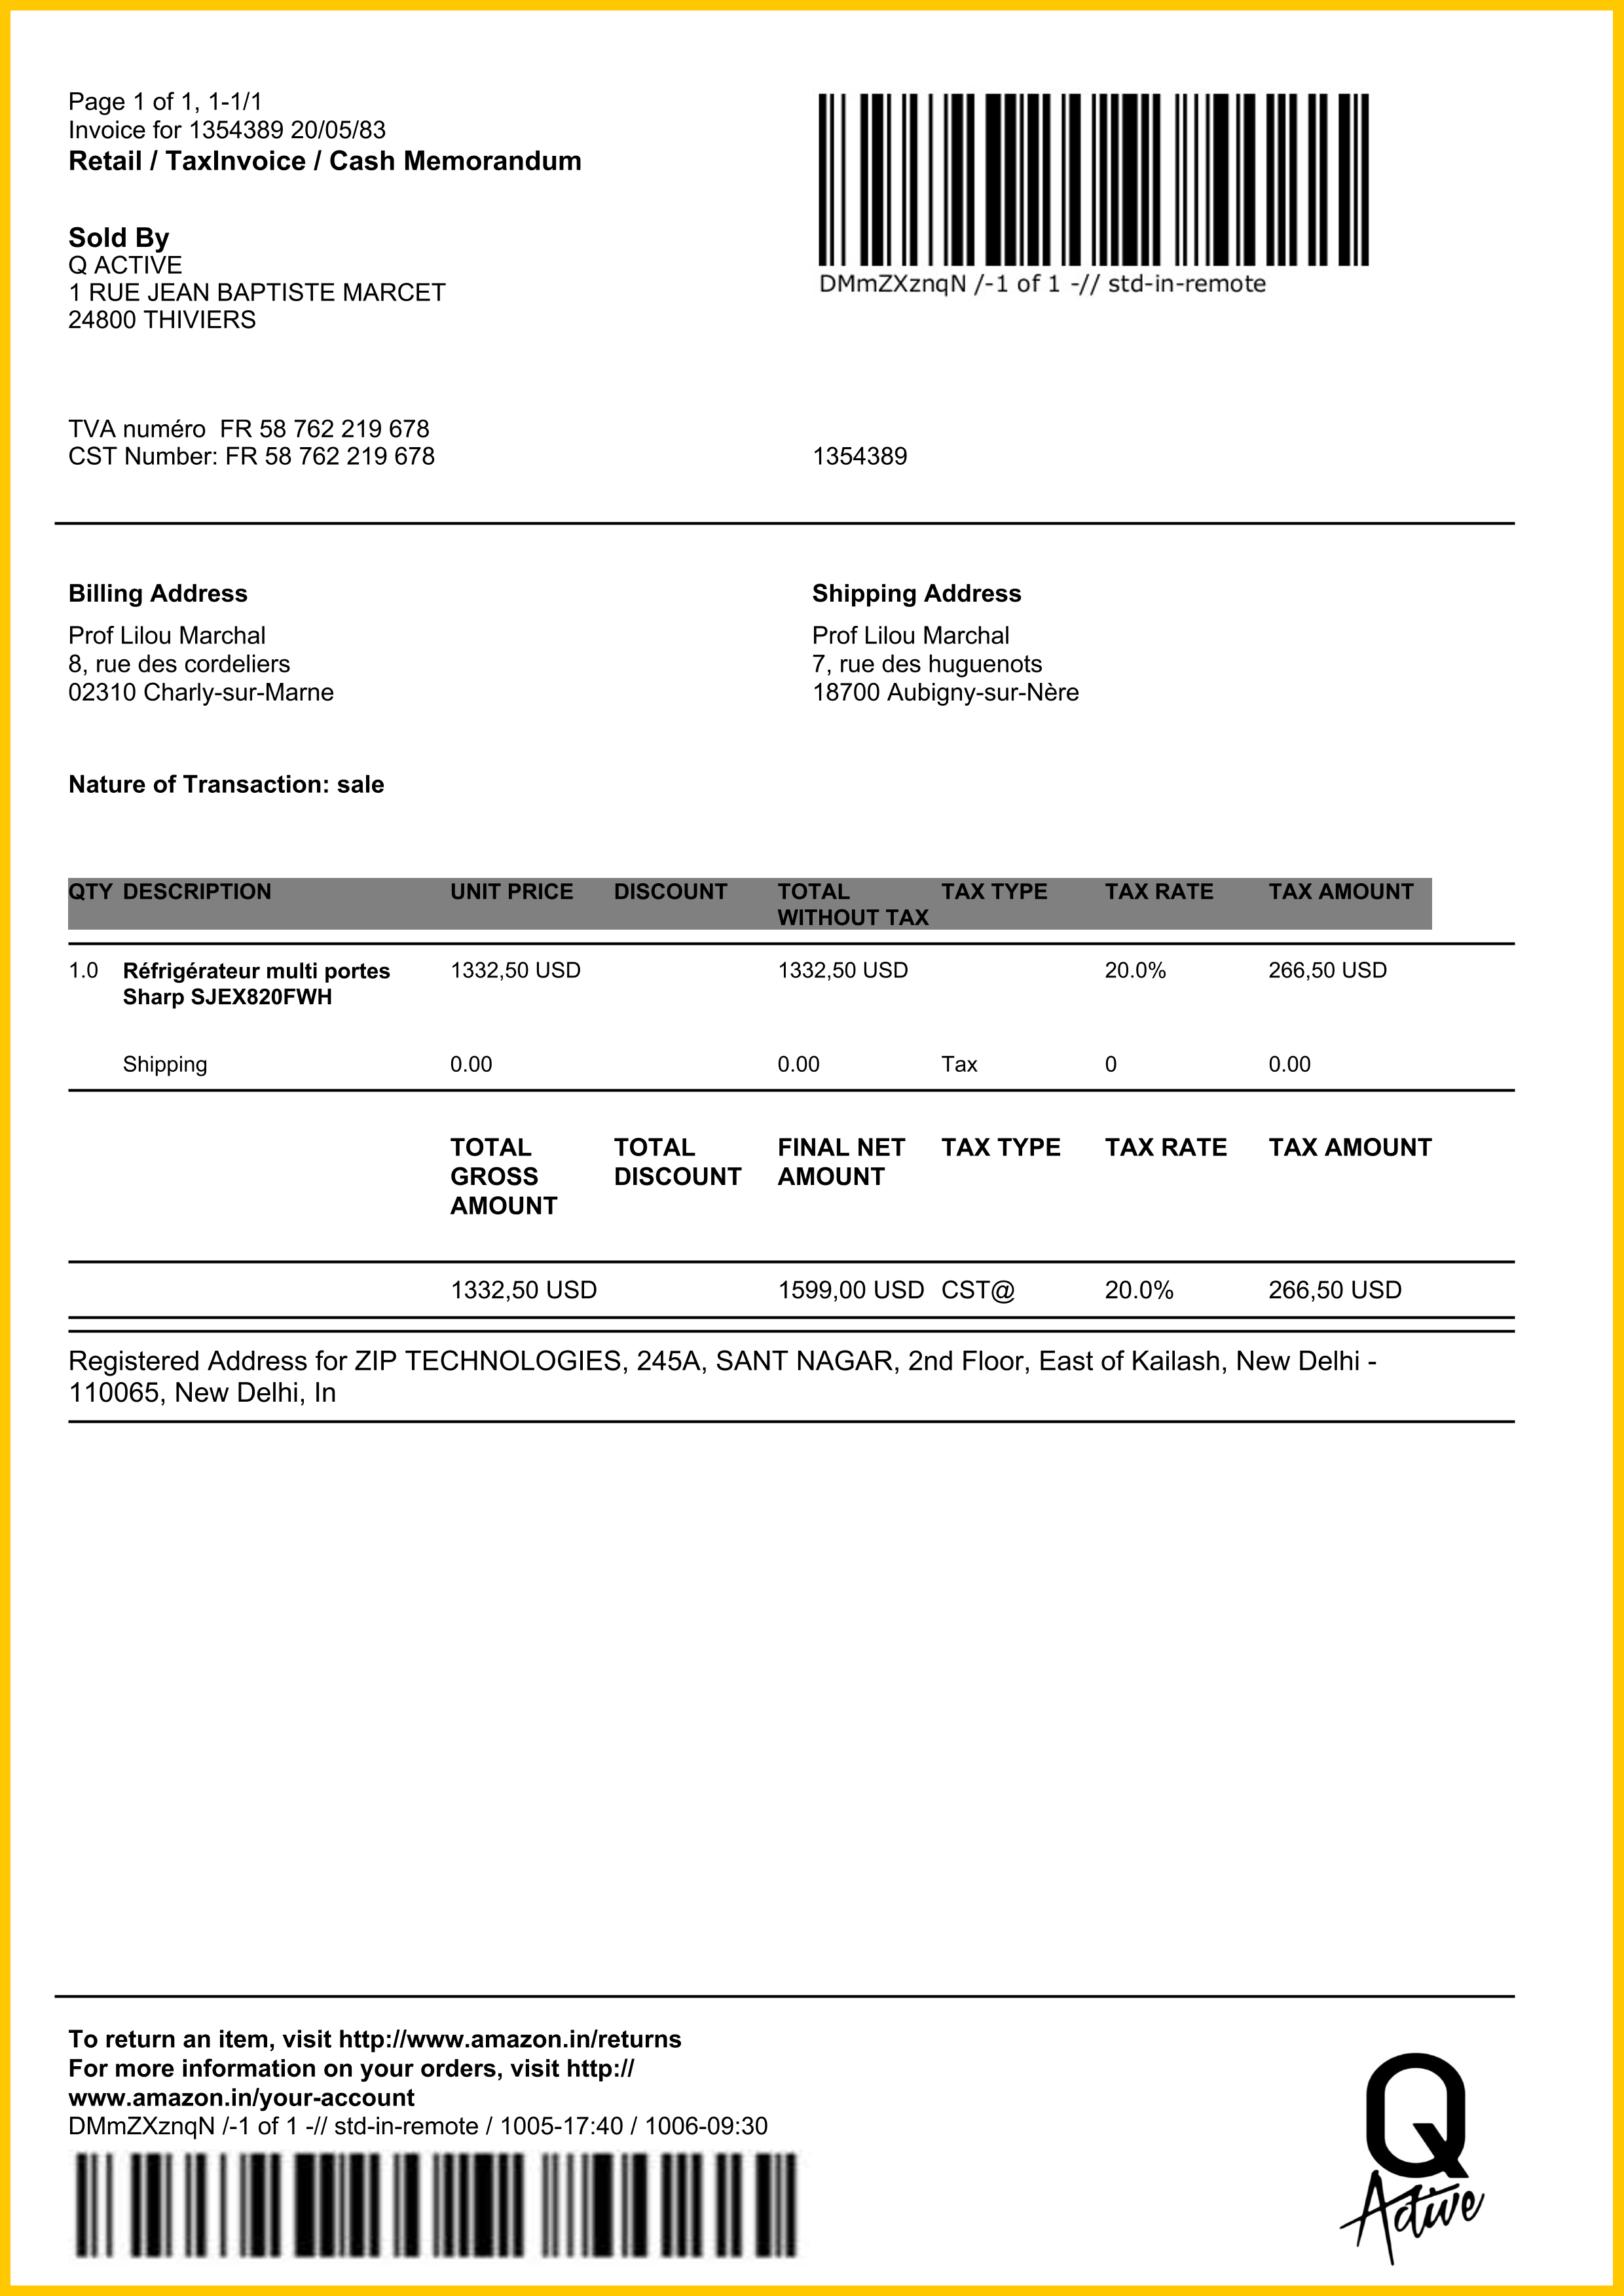 Page 1 of 1, 1-1/1
Invoice for 1354389 20/05/83
Retail / TaxInvoice / Cash Memorandum
DMmZXznqN /-1 of 1 -// std-in-remote
Sold By
Q ACTIVE
1 RUE JEAN BAPTISTE MARCET
24800 THIVIERS
TVA numéro  FR 58 762 219 678
CST Number: FR 58 762 219 678
1354389
Billing Address
Prof Lilou Marchal
8, rue des cordeliers
02310 Charly-sur-Marne
Shipping Address
Prof Lilou Marchal
7, rue des huguenots
18700 Aubigny-sur-Nère
Nature of Transaction: sale
QTY DESCRIPTION UNIT PRICE DISCOUNT TOTAL TAX TYPE TAX RATE TAX AMOUNT
WITHOUT TAX
1.0 Réfrigérateur multi portes 1332,50 USD 1332,50 USD 20.0% 266,50 USD
Sharp SJEX820FWH
Shipping 0.00 0.00 Tax 0 0.00
TOTAL TOTAL FINAL NET TAX TYPE TAX RATE TAX AMOUNT
GROSS DISCOUNT AMOUNT
AMOUNT
1332,50 USD 1599,00 USD CST@ 20.0% 266,50 USD
Registered Address for ZIP TECHNOLOGIES, 245A, SANT NAGAR, 2nd Floor, East of Kailash, New Delhi -
110065, New Delhi, In
To return an item, visit http://www.amazon.in/returns
For more information on your orders, visit http://
www.amazon.in/your-account
DMmZXznqN /-1 of 1 -// std-in-remote / 1005-17:40 / 1006-09:30
Q
Active